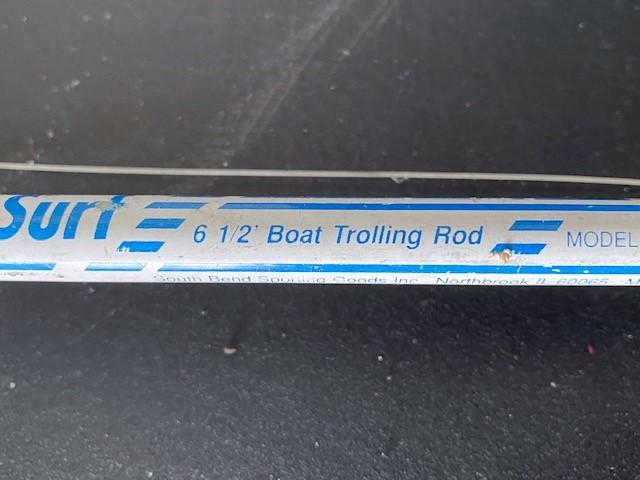 Surf 6 1/2' Boat Trolling Rod MODEL
South Bend Sporting Goods Inc. Northbrook IL 60065 M